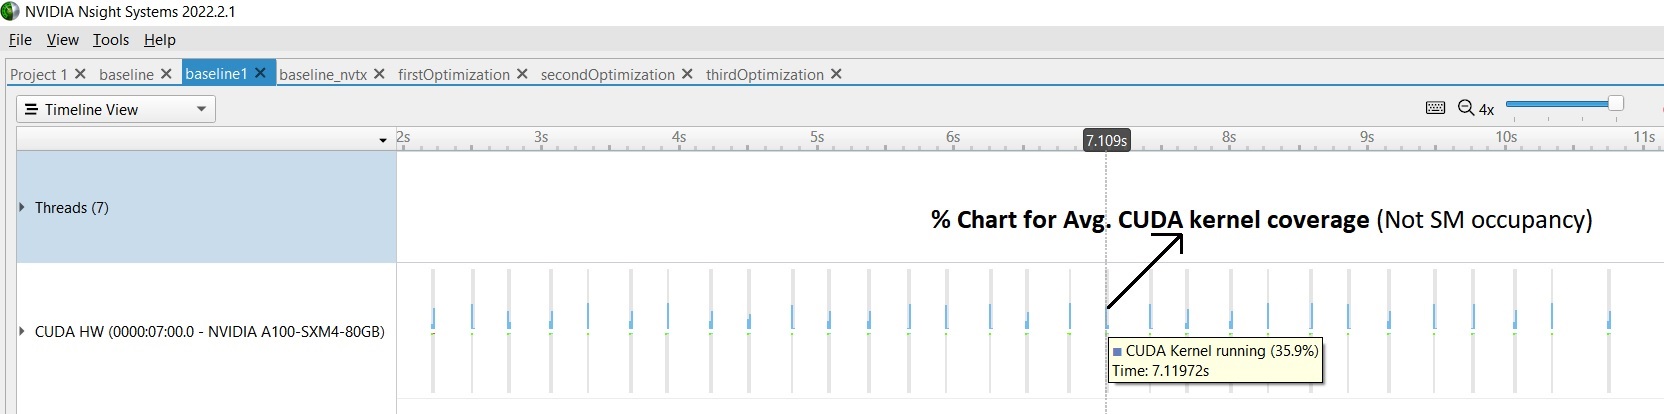 NVIDIA Nsight Systems 2022.2.1
File View Tools Help
Project 1 baseline baseline1 baseline_nvtx firstOptimization secondOptimization thirdOptimization
Timeline View 4x
2s 3s 4s 5s 6s 7.109s 8s 9s 10s 11s
Threads (7)
% Chart for Avg. CUDA kernel coverage (Not SM occupancy)
CUDA HW (0000:07:00.0 - NVIDIA A100-SXM4-80GB)
CUDA Kernel running (35.9%)
Time: 7.11972s